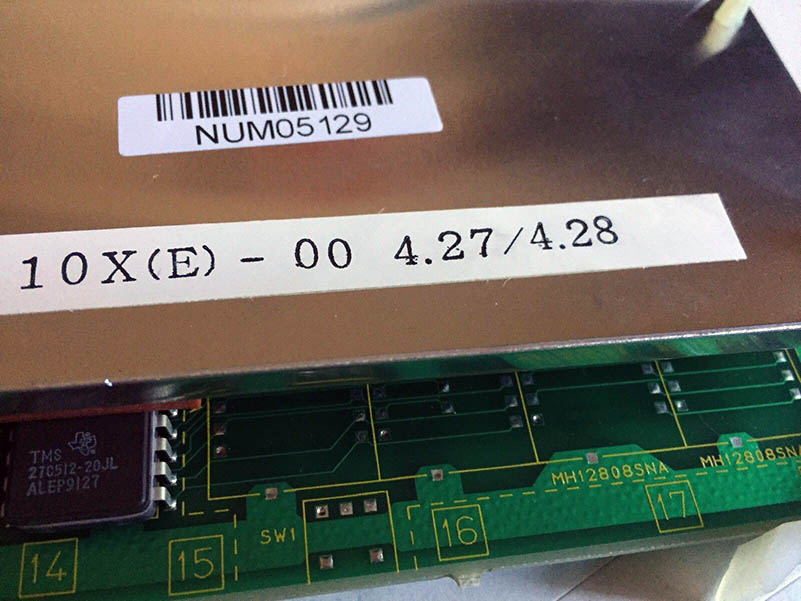 NUM05129
10X(E) - 00 4.27/4.28
TMS
27C512-20JL
ALEP9127
MH12808SNA
MH12808SNA
SW1
14
15
16
17